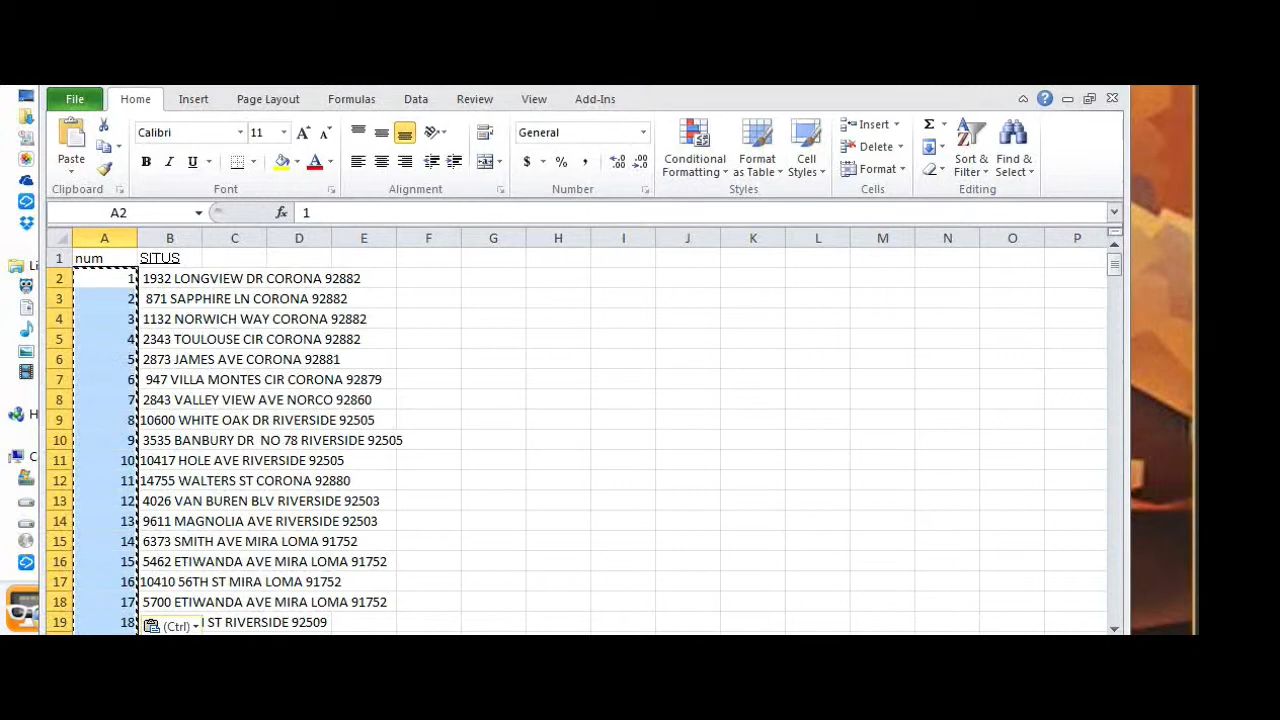 File Home Insert Page Layout Formulas Data Review View Add-Ins
Calibri 11 General Insert
Paste Delete
B I U $ % , Conditional Formatting Format as Table Cell Styles Format Sort & Filter Find & Select
Clipboard Font Alignment Number Styles Cells Editing
A2 fx 1
A B C D E F G H I J K L M N O P
1 num SITUS
2 1 1932 LONGVIEW DR CORONA 92882
3 2 871 SAPPHIRE LN CORONA 92882
4 3 1132 NORWICH WAY CORONA 92882
5 4 2343 TOULOUSE CIR CORONA 92882
6 5 2873 JAMES AVE CORONA 92881
7 6 947 VILLA MONTES CIR CORONA 92879
8 7 2843 VALLEY VIEW AVE NORCO 92860
9 8 10600 WHITE OAK DR RIVERSIDE 92505
10 9 3535 BANBURY DR  NO 78 RIVERSIDE 92505
11 10 10417 HOLE AVE RIVERSIDE 92505
12 11 14755 WALTERS ST CORONA 92880
13 12 4026 VAN BUREN BLV RIVERSIDE 92503
14 13 9611 MAGNOLIA AVE RIVERSIDE 92503
15 14 6373 SMITH AVE MIRA LOMA 91752
16 15 5462 ETIWANDA AVE MIRA LOMA 91752
17 16 10410 56TH ST MIRA LOMA 91752
18 17 5700 ETIWANDA AVE MIRA LOMA 91752
19 18 (Ctrl) ST RIVERSIDE 92509